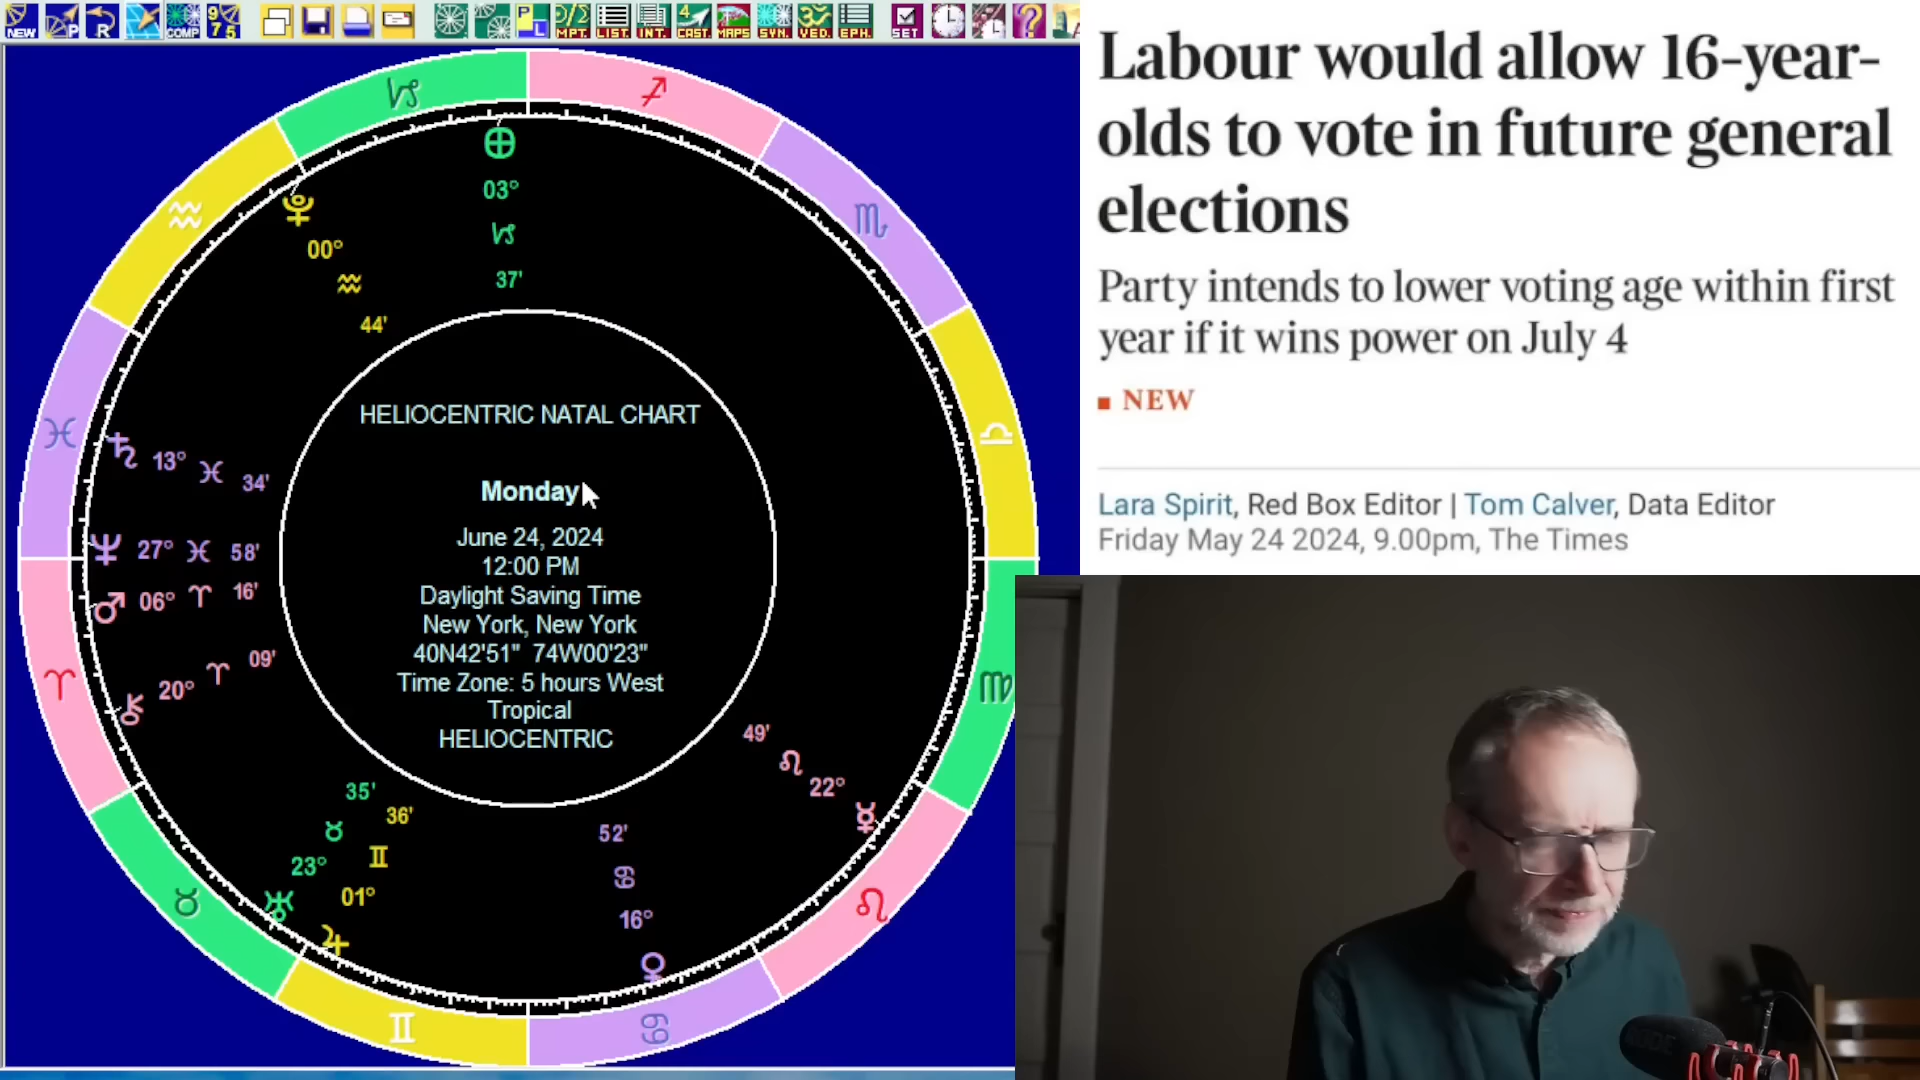 NEW
P
R
COMP
9
7 5
P
L
MPT.
LIST.
INT.
4
CAST.
MAPS
SYN.
VED.
EPH.
SET
?
03°
37'
00°
44'
13°
34'
27°
58'
06°
16'
20°
09'
HELIOCENTRIC NATAL CHART
Monday
June 24, 2024
12:00 PM
Daylight Saving Time
New York, New York
40N42'51" 74W00'23"
Time Zone: 5 hours West
Tropical
HELIOCENTRIC
35'
36'
23°
01°
52'
16°
49'
22°
Labour would allow 16-year-
olds to vote in future general
elections
Party intends to lower voting age within first
year if it wins power on July 4
NEW
Lara Spirit, Red Box Editor | Tom Calver, Data Editor
Friday May 24 2024, 9.00pm, The Times